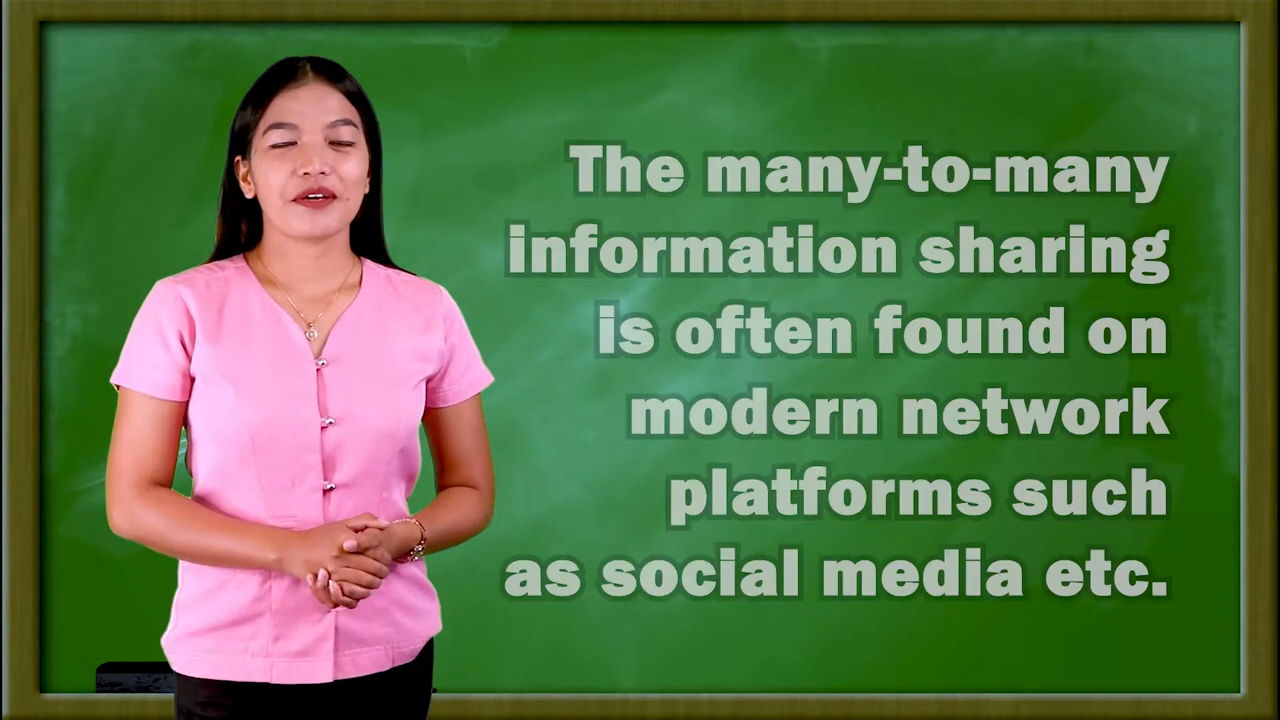 The many-to-many
information sharing
is often found on
modern network
platforms such
as social media etc.